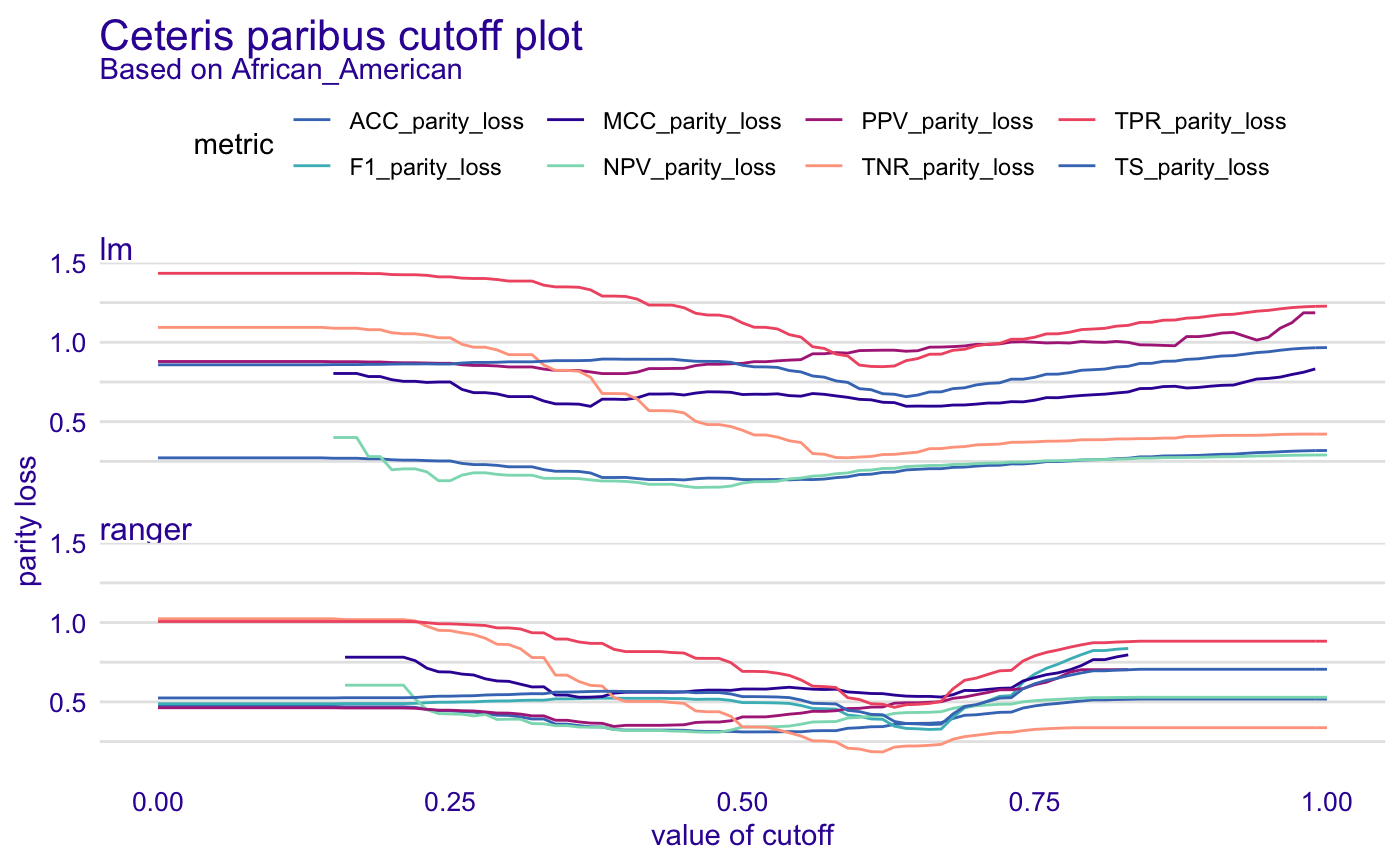 Ceteris paribus cutoff plot
Based on African_American
metric
ACC_parity_loss MCC_parity_loss PPV_parity_loss TPR_parity_loss
F1_parity_loss NPV_parity_loss TNR_parity_loss TS_parity_loss
lm
1.5
1.0
0.5
parity loss
ranger
1.5
1.0
0.5
0.00 0.25 0.50 0.75 1.00
value of cutoff